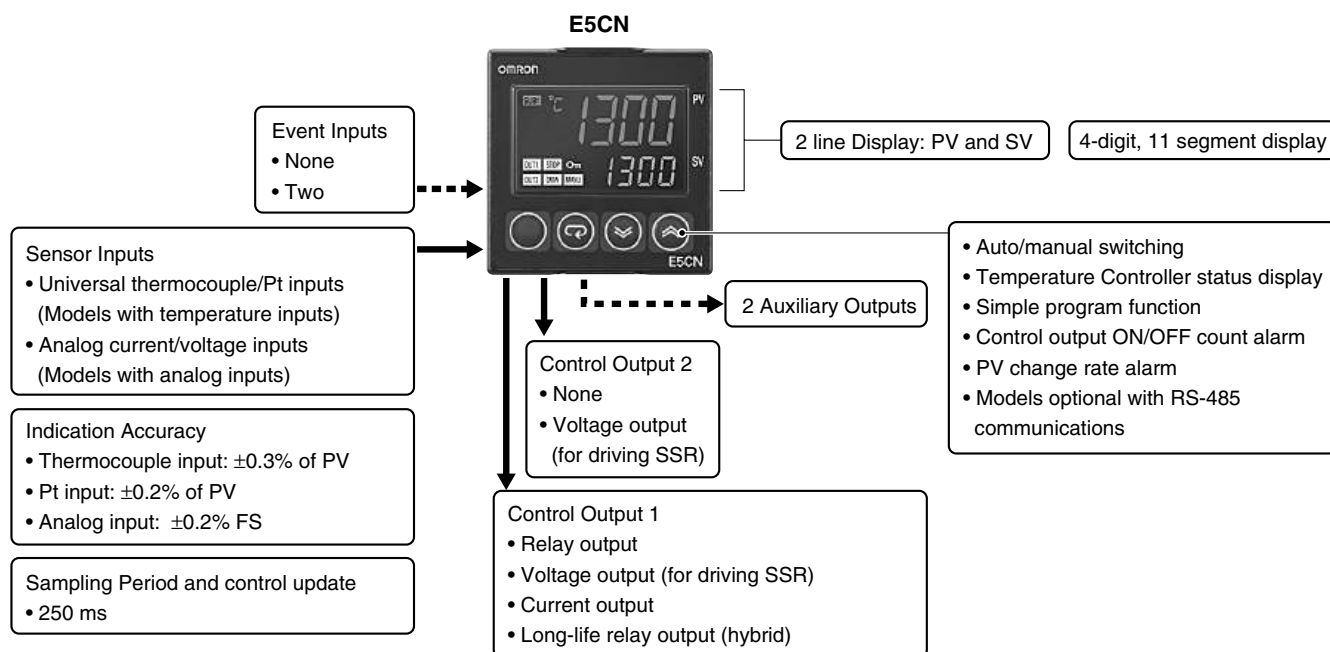 E5CN
OMRON
°C
1300
PV
1300
SV
OUT1 STOP
OUT2 MANU
E5CN
Event Inputs
• None
• Two
Sensor Inputs
• Universal thermocouple/Pt inputs
(Models with temperature inputs)
• Analog current/voltage inputs
(Models with analog inputs)
Indication Accuracy
• Thermocouple input: ±0.3% of PV
• Pt input: ±0.2% of PV
• Analog input: ±0.2% FS
Sampling Period and control update
• 250 ms
2 line Display: PV and SV
4-digit, 11 segment display
• Auto/manual switching
• Temperature Controller status display
• Simple program function
• Control output ON/OFF count alarm
• PV change rate alarm
• Models optional with RS-485
communications
2 Auxiliary Outputs
Control Output 2
• None
• Voltage output
(for driving SSR)
Control Output 1
• Relay output
• Voltage output (for driving SSR)
• Current output
• Long-life relay output (hybrid)